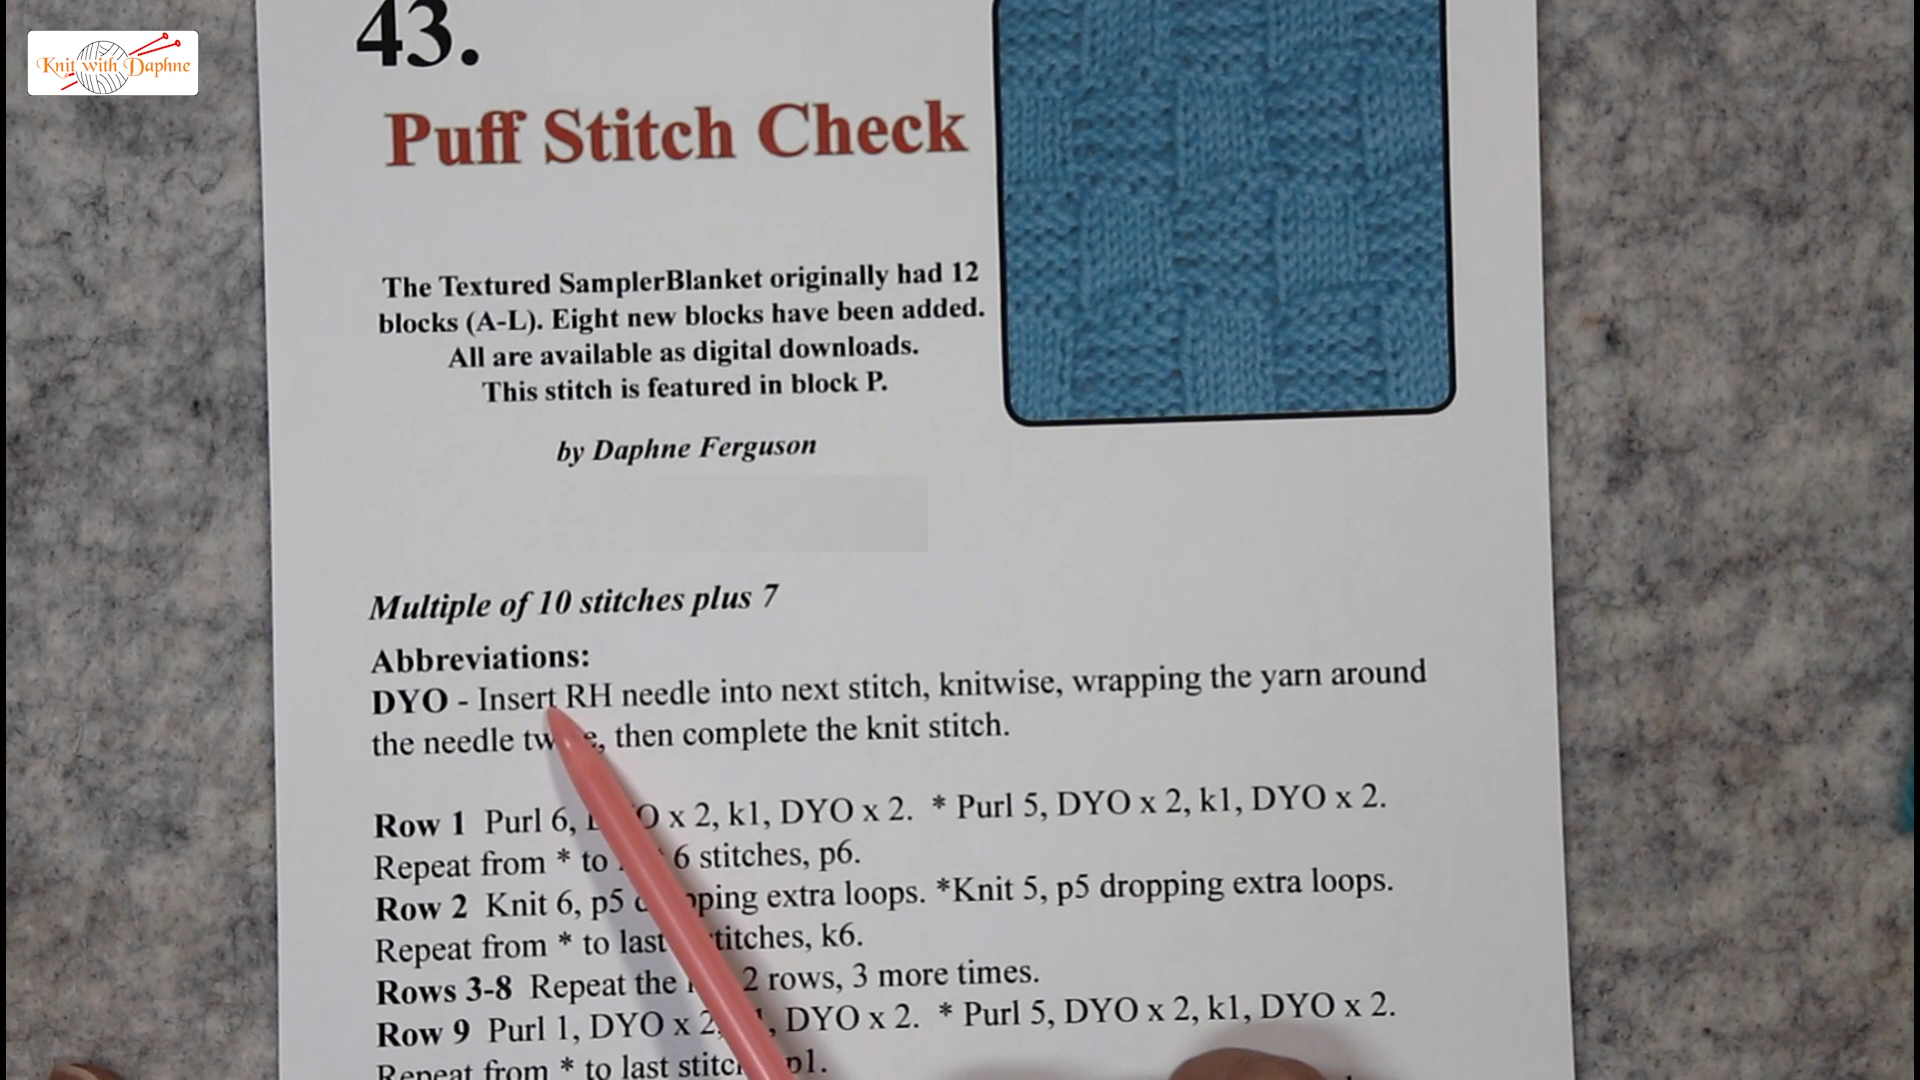 Knit with Daphne
43.
Puff Stitch Check
The Textured SamplerBlanket originally had 12
blocks (A-L). Eight new blocks have been added.
All are available as digital downloads.
This stitch is featured in block P.
by Daphne Ferguson
Multiple of 10 stitches plus 7
Abbreviations:
DYO - Insert RH needle into next stitch, knitwise, wrapping the yarn around
the needle then complete the knit stitch.
Row 1 Purl 6, x 2, k1, DYO x 2. * Purl 5, DYO x 2, k1, DYO x 2.
Repeat from * to 6 stitches, p6.
Row 2 Knit 6, p5 extra loops. *Knit 5, p5 dropping extra loops.
Repeat from * to last k6.
Rows 3-8 Repeat the 2 rows, 3 more times.
Row 9 Purl 1, DYO x 2, DYO x 2. * Purl 5, DYO x 2, k1, DYO x 2.
Repeat from * to last p1.